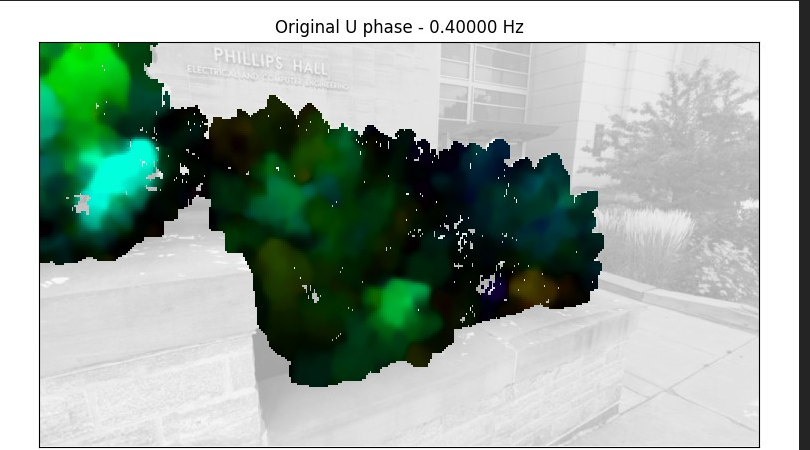 Original U phase - 0.40000 Hz
PHILLIPS HALL
ELECTRICAL AND COMPUTER ENGINEERING